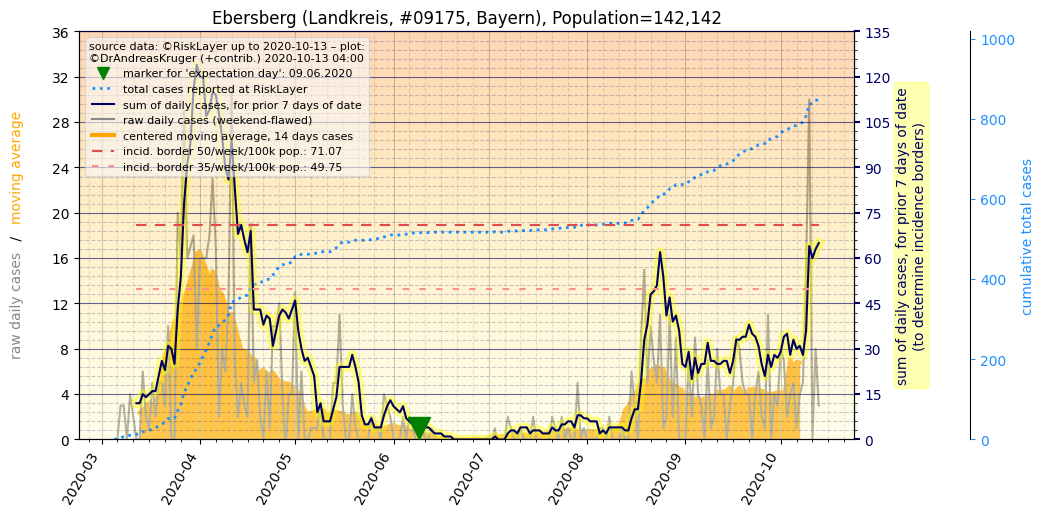 Ebersberg (Landkreis, #09175, Bayern), Population=142,142
source data: ©RiskLayer up to 2020-10-13 – plot:
©DrAndreasKruger (+contrib.) 2020-10-13 04:00
marker for 'expectation day': 09.06.2020
total cases reported at RiskLayer
sum of daily cases, for prior 7 days of date
raw daily cases (weekend-flawed)
centered moving average, 14 days cases
incid. border 50/week/100k pop.: 71.07
incid. border 35/week/100k pop.: 49.75
raw daily cases / moving average
36
32
28
24
20
16
12
8
4
0
135
120
105
90
75
60
45
30
15
0
sum of daily cases, for prior 7 days of date
(to determine incidence borders)
1000
800
600
400
200
0
cumulative total cases
2020-03
2020-04
2020-05
2020-06
2020-07
2020-08
2020-09
2020-10